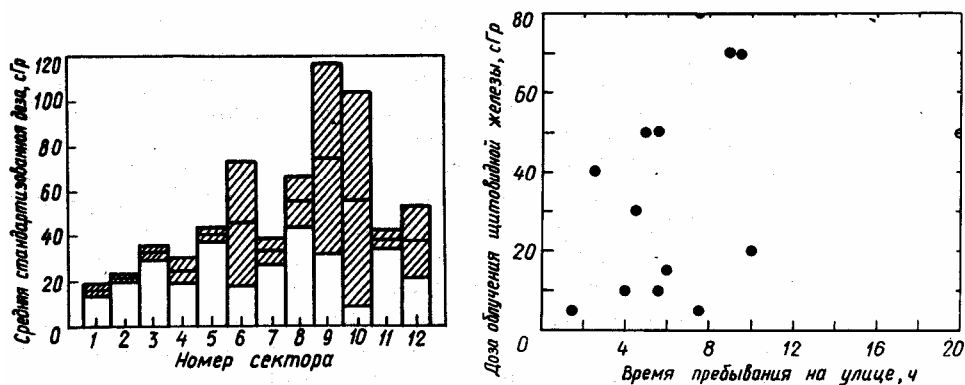 Средняя стандартизованная доза, сГр
120
100
80
60
40
20
0
1 2 3 4 5 6 7 8 9 10 11 12
Номер сектора
Доза облучения щитовидной железы, сГр
80
60
40
20
0
4 8 12 16 20
Время пребывания на улице, ч